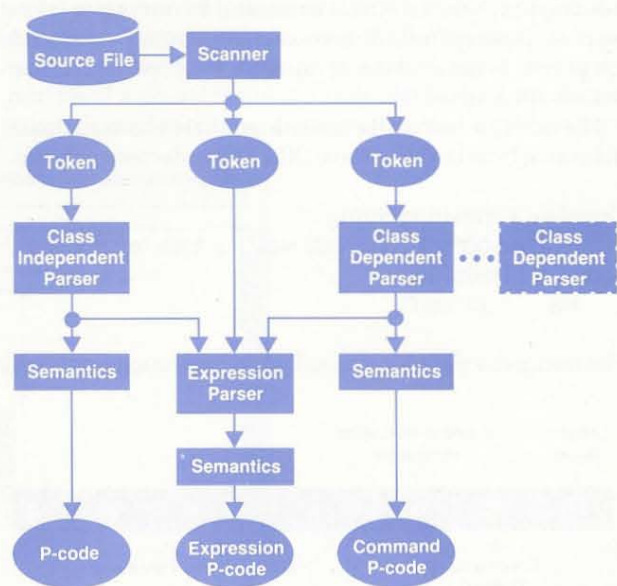 Source File
Scanner
Token
Token
Token
Class
Independent
Parser
Class
Dependent
Parser
Class
Dependent
Parser
Semantics
Expression
Parser
Semantics
Semantics
P-code
Expression
P-code
Command
P-code